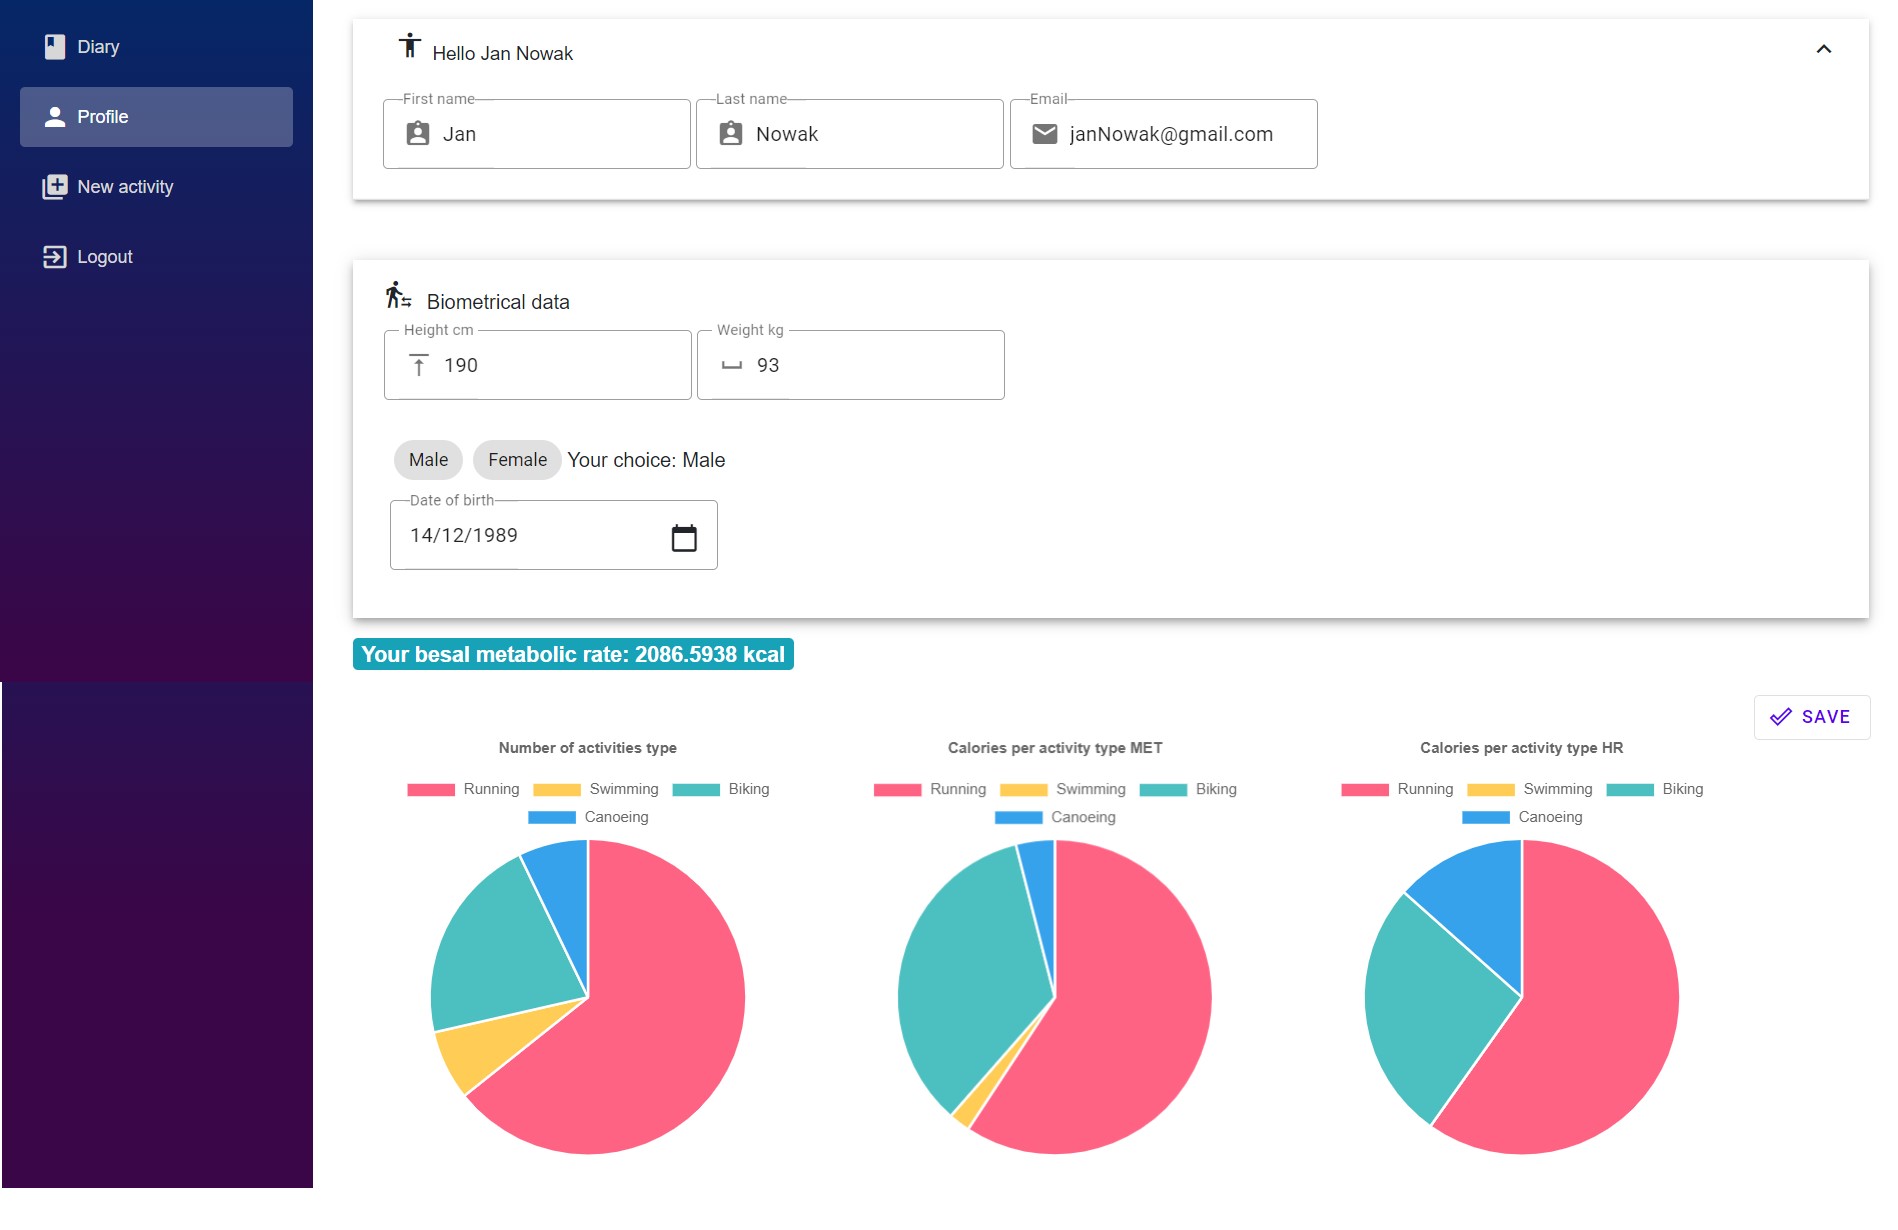 Diary
Profile
New activity
Logout
Hello Jan Nowak
First name
Jan
Last name
Nowak
Email
janNowak@gmail.com
Biometrical data
Height cm
190
Weight kg
93
Male Female Your choice: Male
Date of birth
14/12/1989
Your besal metabolic rate: 2086.5938 kcal
SAVE
Number of activities type
Running Swimming Biking
Canoeing
Calories per activity type MET
Running Swimming Biking
Canoeing
Calories per activity type HR
Running Swimming Biking
Canoeing